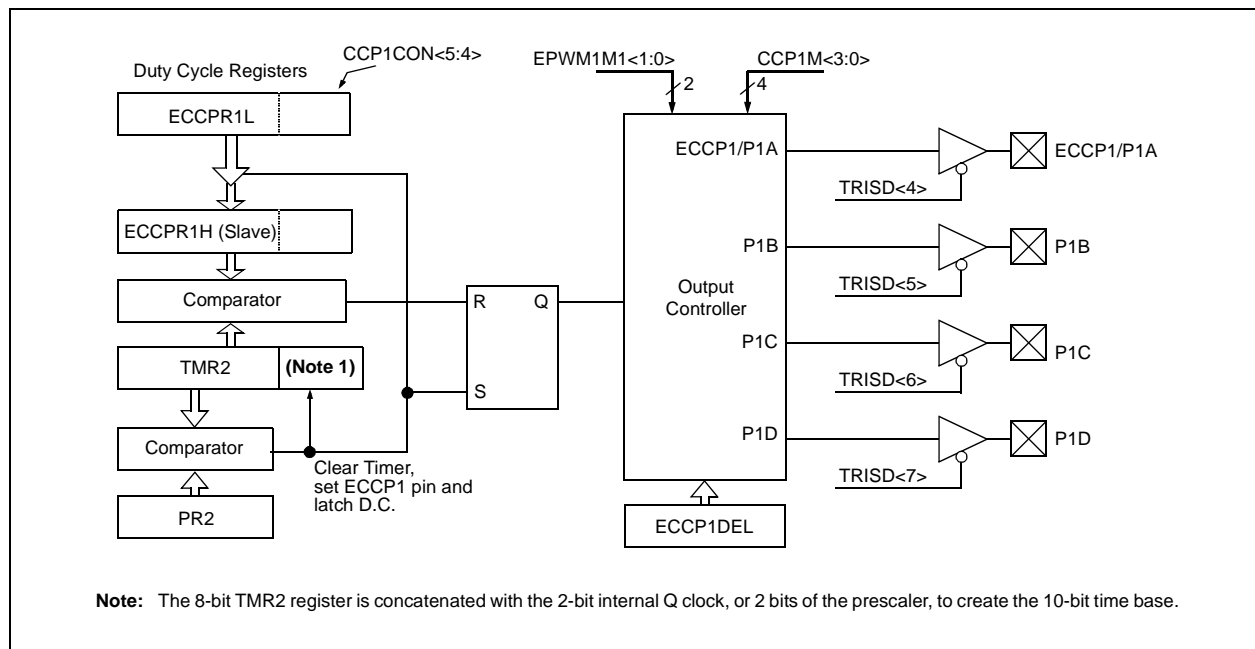 CCP1CON<5:4>
Duty Cycle Registers
ECCPR1L
ECCPR1H (Slave)
Comparator
TMR2
(Note 1)
Comparator
PR2
Clear Timer,
set ECCP1 pin and
latch D.C.
R
Q
S
EPWM1M1<1:0>
2
CCP1M<3:0>
4
Output
Controller
ECCP1/P1A
P1B
P1C
P1D
ECCP1DEL
TRISD<4>
ECCP1/P1A
TRISD<5>
P1B
TRISD<6>
P1C
TRISD<7>
P1D
Note: The 8-bit TMR2 register is concatenated with the 2-bit internal Q clock, or 2 bits of the prescaler, to create the 10-bit time base.